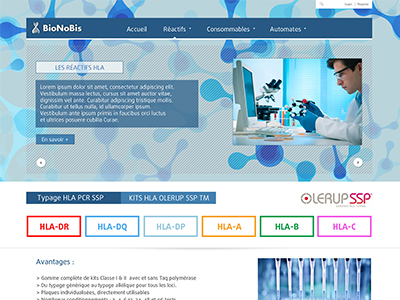 Login | Register
BioNoBis
Accueil Réactifs Consommables Automates
LES RÉACTIFS HLA
Lorem ipsum dolor sit amet, consectetur adipiscing elit.
Vestibulum massa lectus, cursus sit amet auctor vitae,
dignissim vel ante. Curabitur adipiscing tristique mollis.
Curabitur ut tellus nulla, id ullamcorper ipsum.
Vestibulum ante ipsum primis in faucibus orci luctus
et ultrices posuere cubilia Curae.
En savoir +
Typage HLA PCR SSP KITS HLA OLERUP SSP TM
OLERUP SSP
HLA-DR HLA-DQ HLA-DP HLA-A HLA-B HLA-C
Avantages :
> Gamme complète de kits Classe I & II avec et sans Taq polymérase
> Du typage générique au typage allélique pour tous les loci.
> Plaques individualisées, directement utilisables